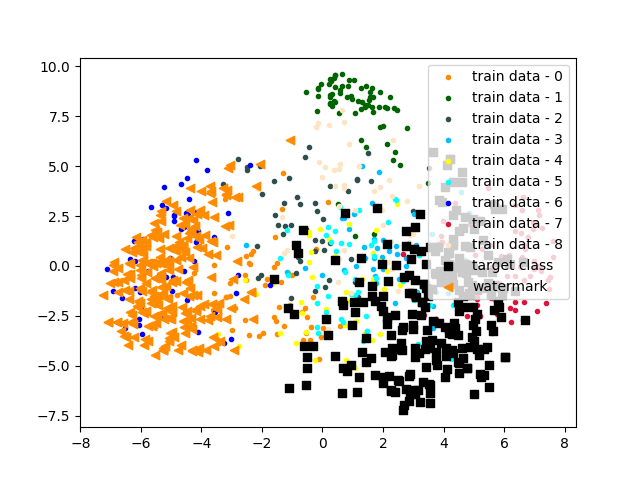 10.0
7.5
5.0
2.5
0.0
−2.5
−5.0
−7.5
−8
−6
−4
−2
0
2
4
6
8
train data - 0
train data - 1
train data - 2
train data - 3
train data - 4
train data - 5
train data - 6
train data - 7
train data - 8
target class
watermark